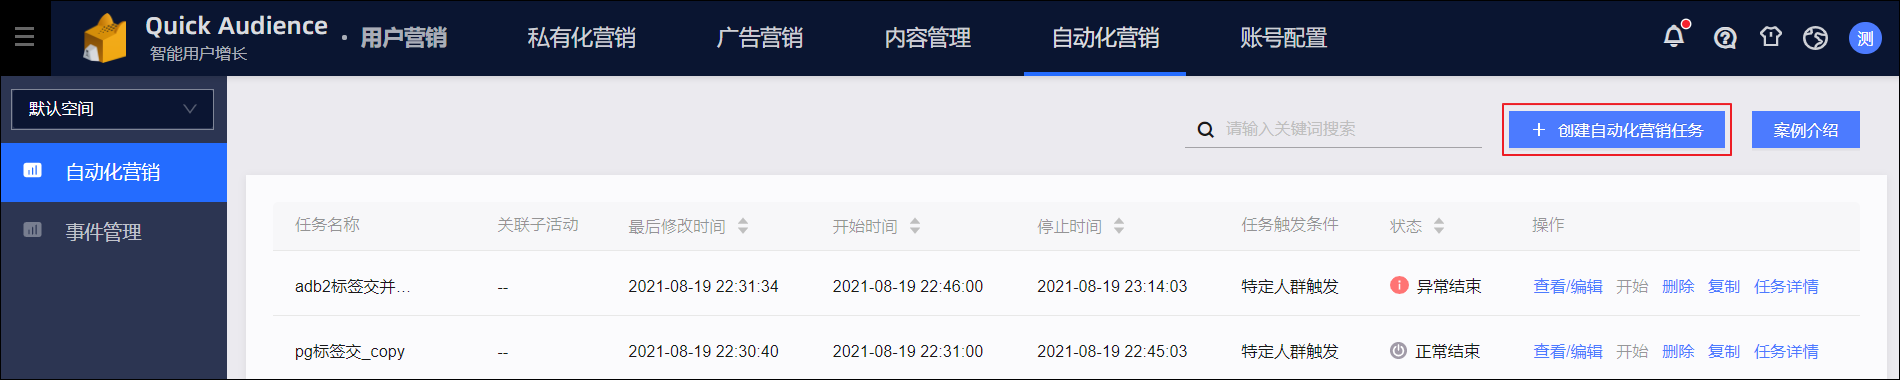 Quick Audience
智能用户增长
· 用户营销
私有化营销
广告营销
内容管理
自动化营销
账号配置
测
默认空间
自动化营销
事件管理
请输入关键词搜索
+ 创建自动化营销任务
案例介绍
任务名称 关联子活动 最后修改时间 开始时间 停止时间 任务触发条件 状态 操作
adb2标签交并... -- 2021-08-19 22:31:34 2021-08-19 22:46:00 2021-08-19 23:14:03 特定人群触发 异常结束 查看/编辑 开始 删除 复制 任务详情
pg标签交_copy -- 2021-08-19 22:30:40 2021-08-19 22:31:00 2021-08-19 22:45:03 特定人群触发 正常结束 查看/编辑 开始 删除 复制 任务详情